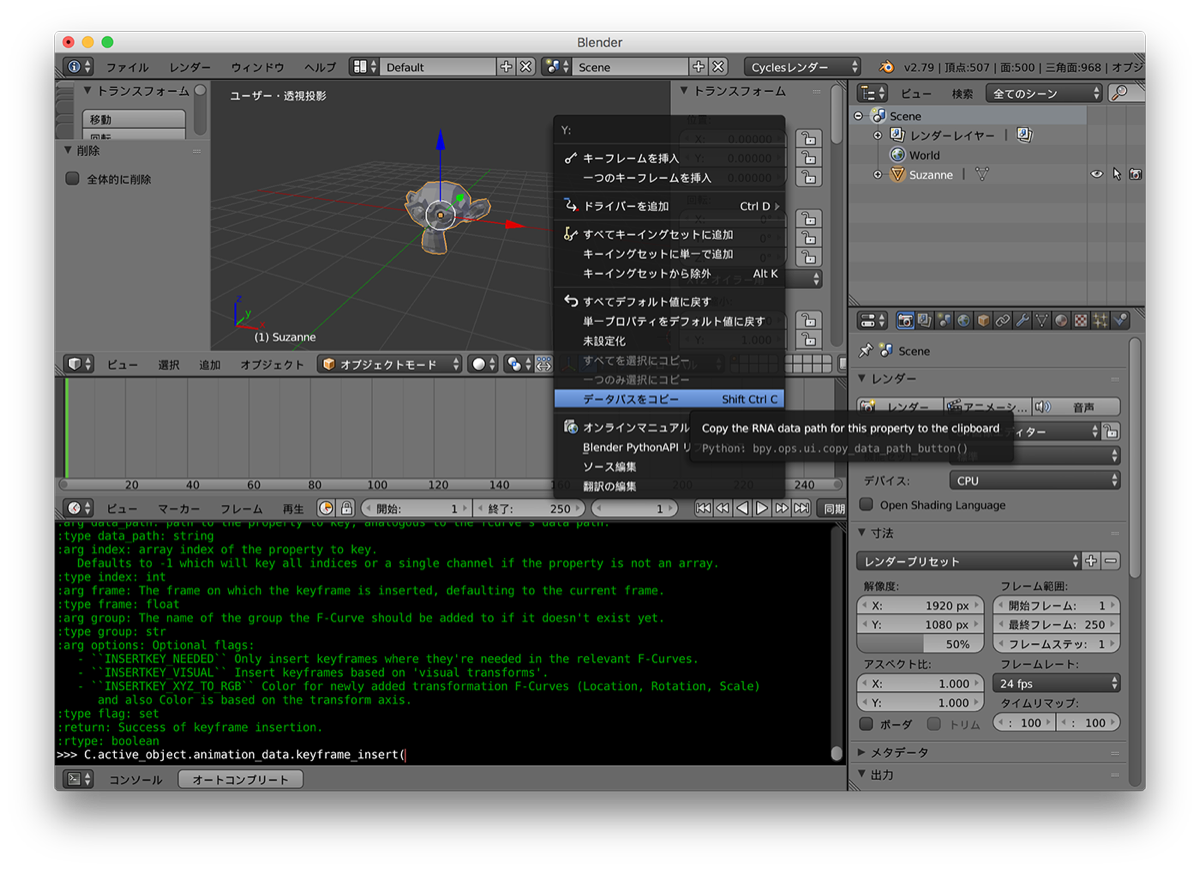 Blender
ファイル レンダー ウィンドウ ヘルプ Default Scene Cyclesレンダー v2.79 | 頂点:507 | 面:500 | 三角面:968 | オブジ
トランスフォーム
移動
削除
全体的に削除
ユーザー・透視投影
(1) Suzanne
z
y
x
トランスフォーム
Y:
キーフレームを挿入
一つのキーフレームを挿入
ドライバーを追加 Ctrl D
すべてキーイングセットに追加
キーイングセットに単一で追加
キーイングセットから除外 Alt K
すべてデフォルト値に戻す
単一プロパティをデフォルト値に戻す
未設定化
すべてを選択にコピー
一つのみ選択にコピー
データパスをコピー Shift Ctrl C
オンラインマニュアル
Blender PythonAPI リ
ソース編集
翻訳の編集
Copy the RNA data path for this property to the clipboard
Python: bpy.ops.ui.copy_data_path_button()
ビュー 選択 追加 オブジェクト オブジェクトモード
20 40 60 80 100 120 140 200 220 240
ビュー マーカー フレーム 再生 開始: 1 終了: 250 1 同期
:arg data_path: path to the property to key, analogous to the fcurve's data path.
:type data_path: string
:arg index: array index of the property to key.
Defaults to -1 which will key all indices or a single channel if the property is not an array.
:type index: int
:arg frame: The frame on which the keyframe is inserted, defaulting to the current frame.
:type frame: float
:arg group: The name of the group the F-Curve should be added to if it doesn't exist yet.
:type group: str
:arg options: Optional flags:
- ``INSERTKEY_NEEDED`` Only insert keyframes where they're needed in the relevant F-Curves.
- ``INSERTKEY_VISUAL`` Insert keyframes based on 'visual transforms'.
- ``INSERTKEY_XYZ_TO_RGB`` Color for newly added transformation F-Curves (Location, Rotation, Scale)
and also Color is based on the transform axis.
:type flag: set
:return: Success of keyframe insertion.
:rtype: boolean
>>> C.active_object.animation_data.keyframe_insert(
コンソール オートコンプリート
ビュー 検索 全てのシーン
Scene
レンダーレイヤー |
World
Suzanne |
Scene
レンダー
レンダー アニメーシ... 音声
デバイス: CPU
Open Shading Language
寸法
レンダープリセット
解像度: フレーム範囲:
X: 1920 px 開始フレーム: 1
Y: 1080 px 最終フレーム: 250
50% フレームステッ: 1
アスペクト比: フレームレート:
X: 1.000 24 fps
Y: 1.000 タイムリマップ:
ボーダ トリム : 100 : 100
メタデータ
出力